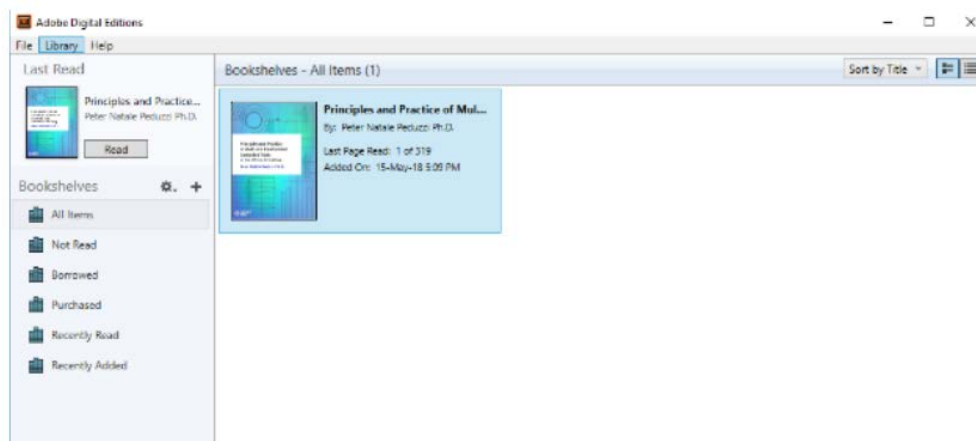 Adobe Digital Editions
File Library Help
Last Read
Principles and Practice...
Peter Natale Peduzzi Ph.D.
Read
Bookshelves
All Items
Not Read
Borrowed
Purchased
Recently Read
Recently Added
Bookshelves - All Items (1)
Sort by Title
Principles and Practice of Mul...
By: Peter Natale Peduzzi Ph.D.
Last Page Read: 1 of 319
Added On: 15-May-18 5:09 PM